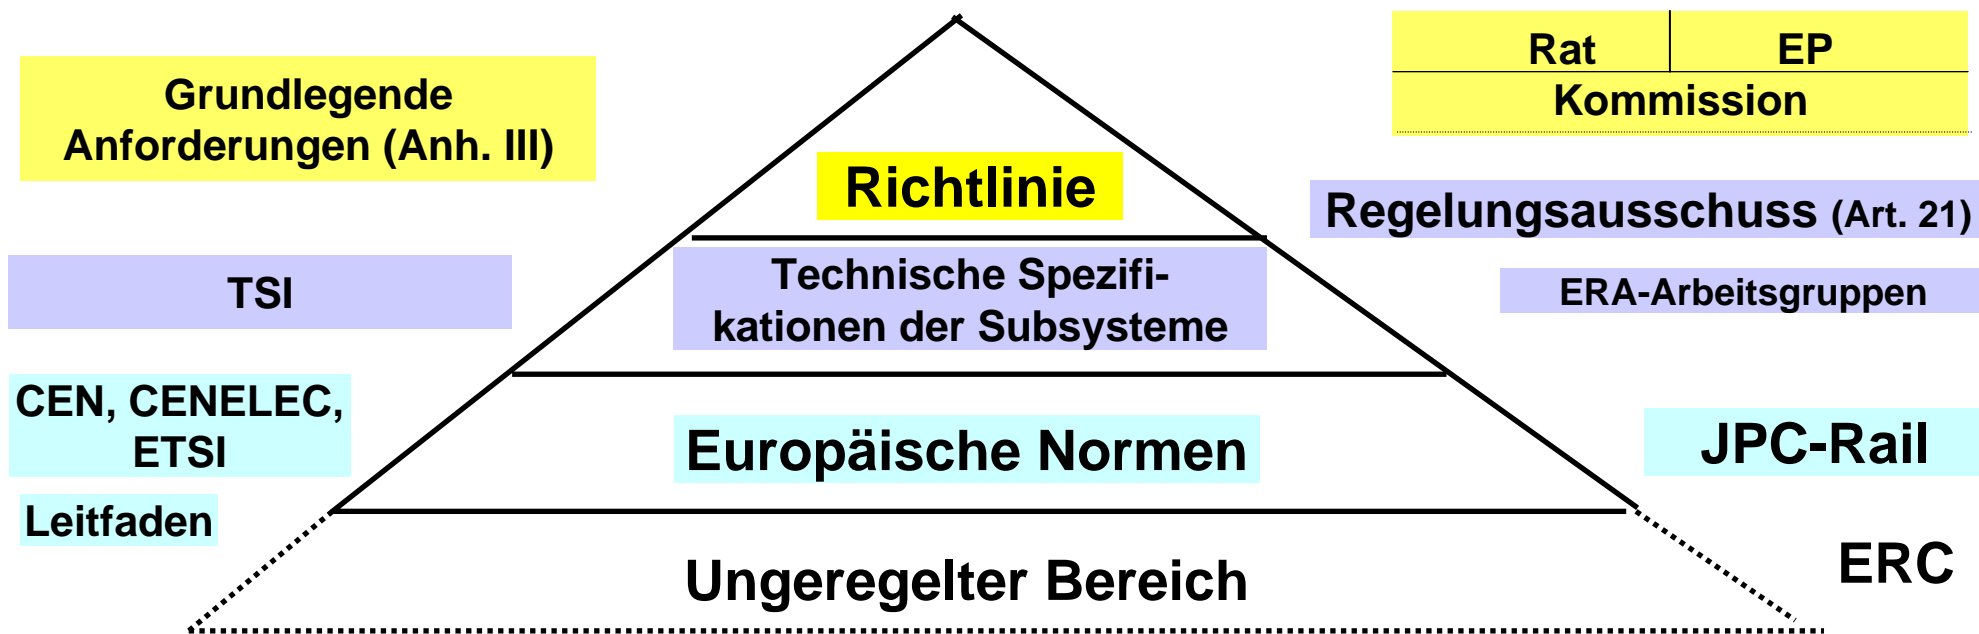 Rat EP
Kommission
Grundlegende
Anforderungen (Anh. III)
Richtlinie
Regelungsausschuss (Art. 21)
TSI
Technische Spezifi-
kationen der Subsysteme
ERA-Arbeitsgruppen
CEN, CENELEC,
ETSI
Europäische Normen
JPC-Rail
Leitfaden
Ungeregelter Bereich
ERC